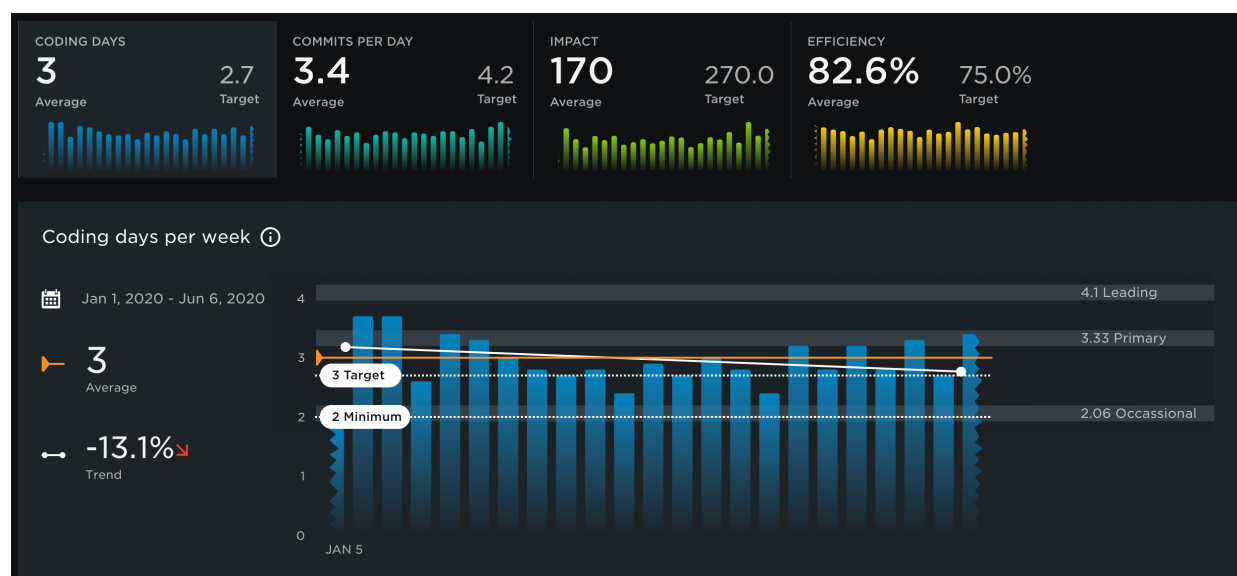 CODING DAYS
3
2.7
Average
Target
COMMITS PER DAY
3.4
4.2
Average
Target
IMPACT
170
270.0
Average
Target
EFFICIENCY
82.6%
75.0%
Average
Target
Coding days per week
Jan 1, 2020 - Jun 6, 2020
3
Average
-13.1%
Trend
4
3
2
1
0
4.1 Leading
3.33 Primary
3 Target
2 Minimum
2.06 Occassional
JAN 5